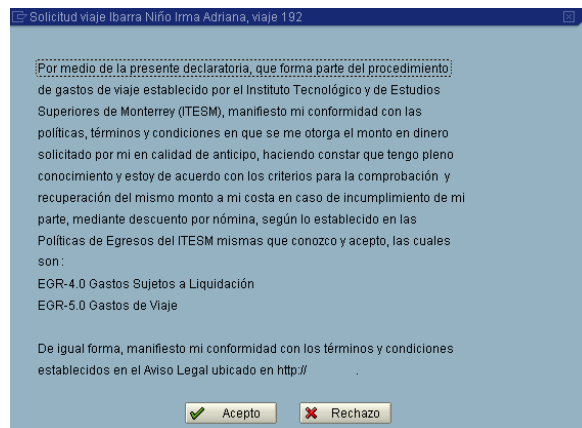 Solicitud viaje Ibarra Niño Irma Adriana, viaje 192
Por medio de la presente declaratoria, que forma parte del procedimiento
de gastos de viaje establecido por el Instituto Tecnológico y de Estudios
Superiores de Monterrey (ITESM), manifiesto mi conformidad con las
políticas, términos y condiciones en que se me otorga el monto en dinero
solicitado por mi en calidad de anticipo, haciendo constar que tengo pleno
conocimiento y estoy de acuerdo con los criterios para la comprobación y
recuperación del mismo monto a mi costa en caso de incumplimiento de mi
parte, mediante descuento por nómina, según lo establecido en las
Políticas de Egresos del ITESM mismas que conozco y acepto, las cuales
son :
EGR-4.0 Gastos Sujetos a Liquidación
EGR-5.0 Gastos de Viaje
De igual forma, manifiesto mi conformidad con los términos y condiciones
establecidos en el Aviso Legal ubicado en http:// .
Acepto Rechazo